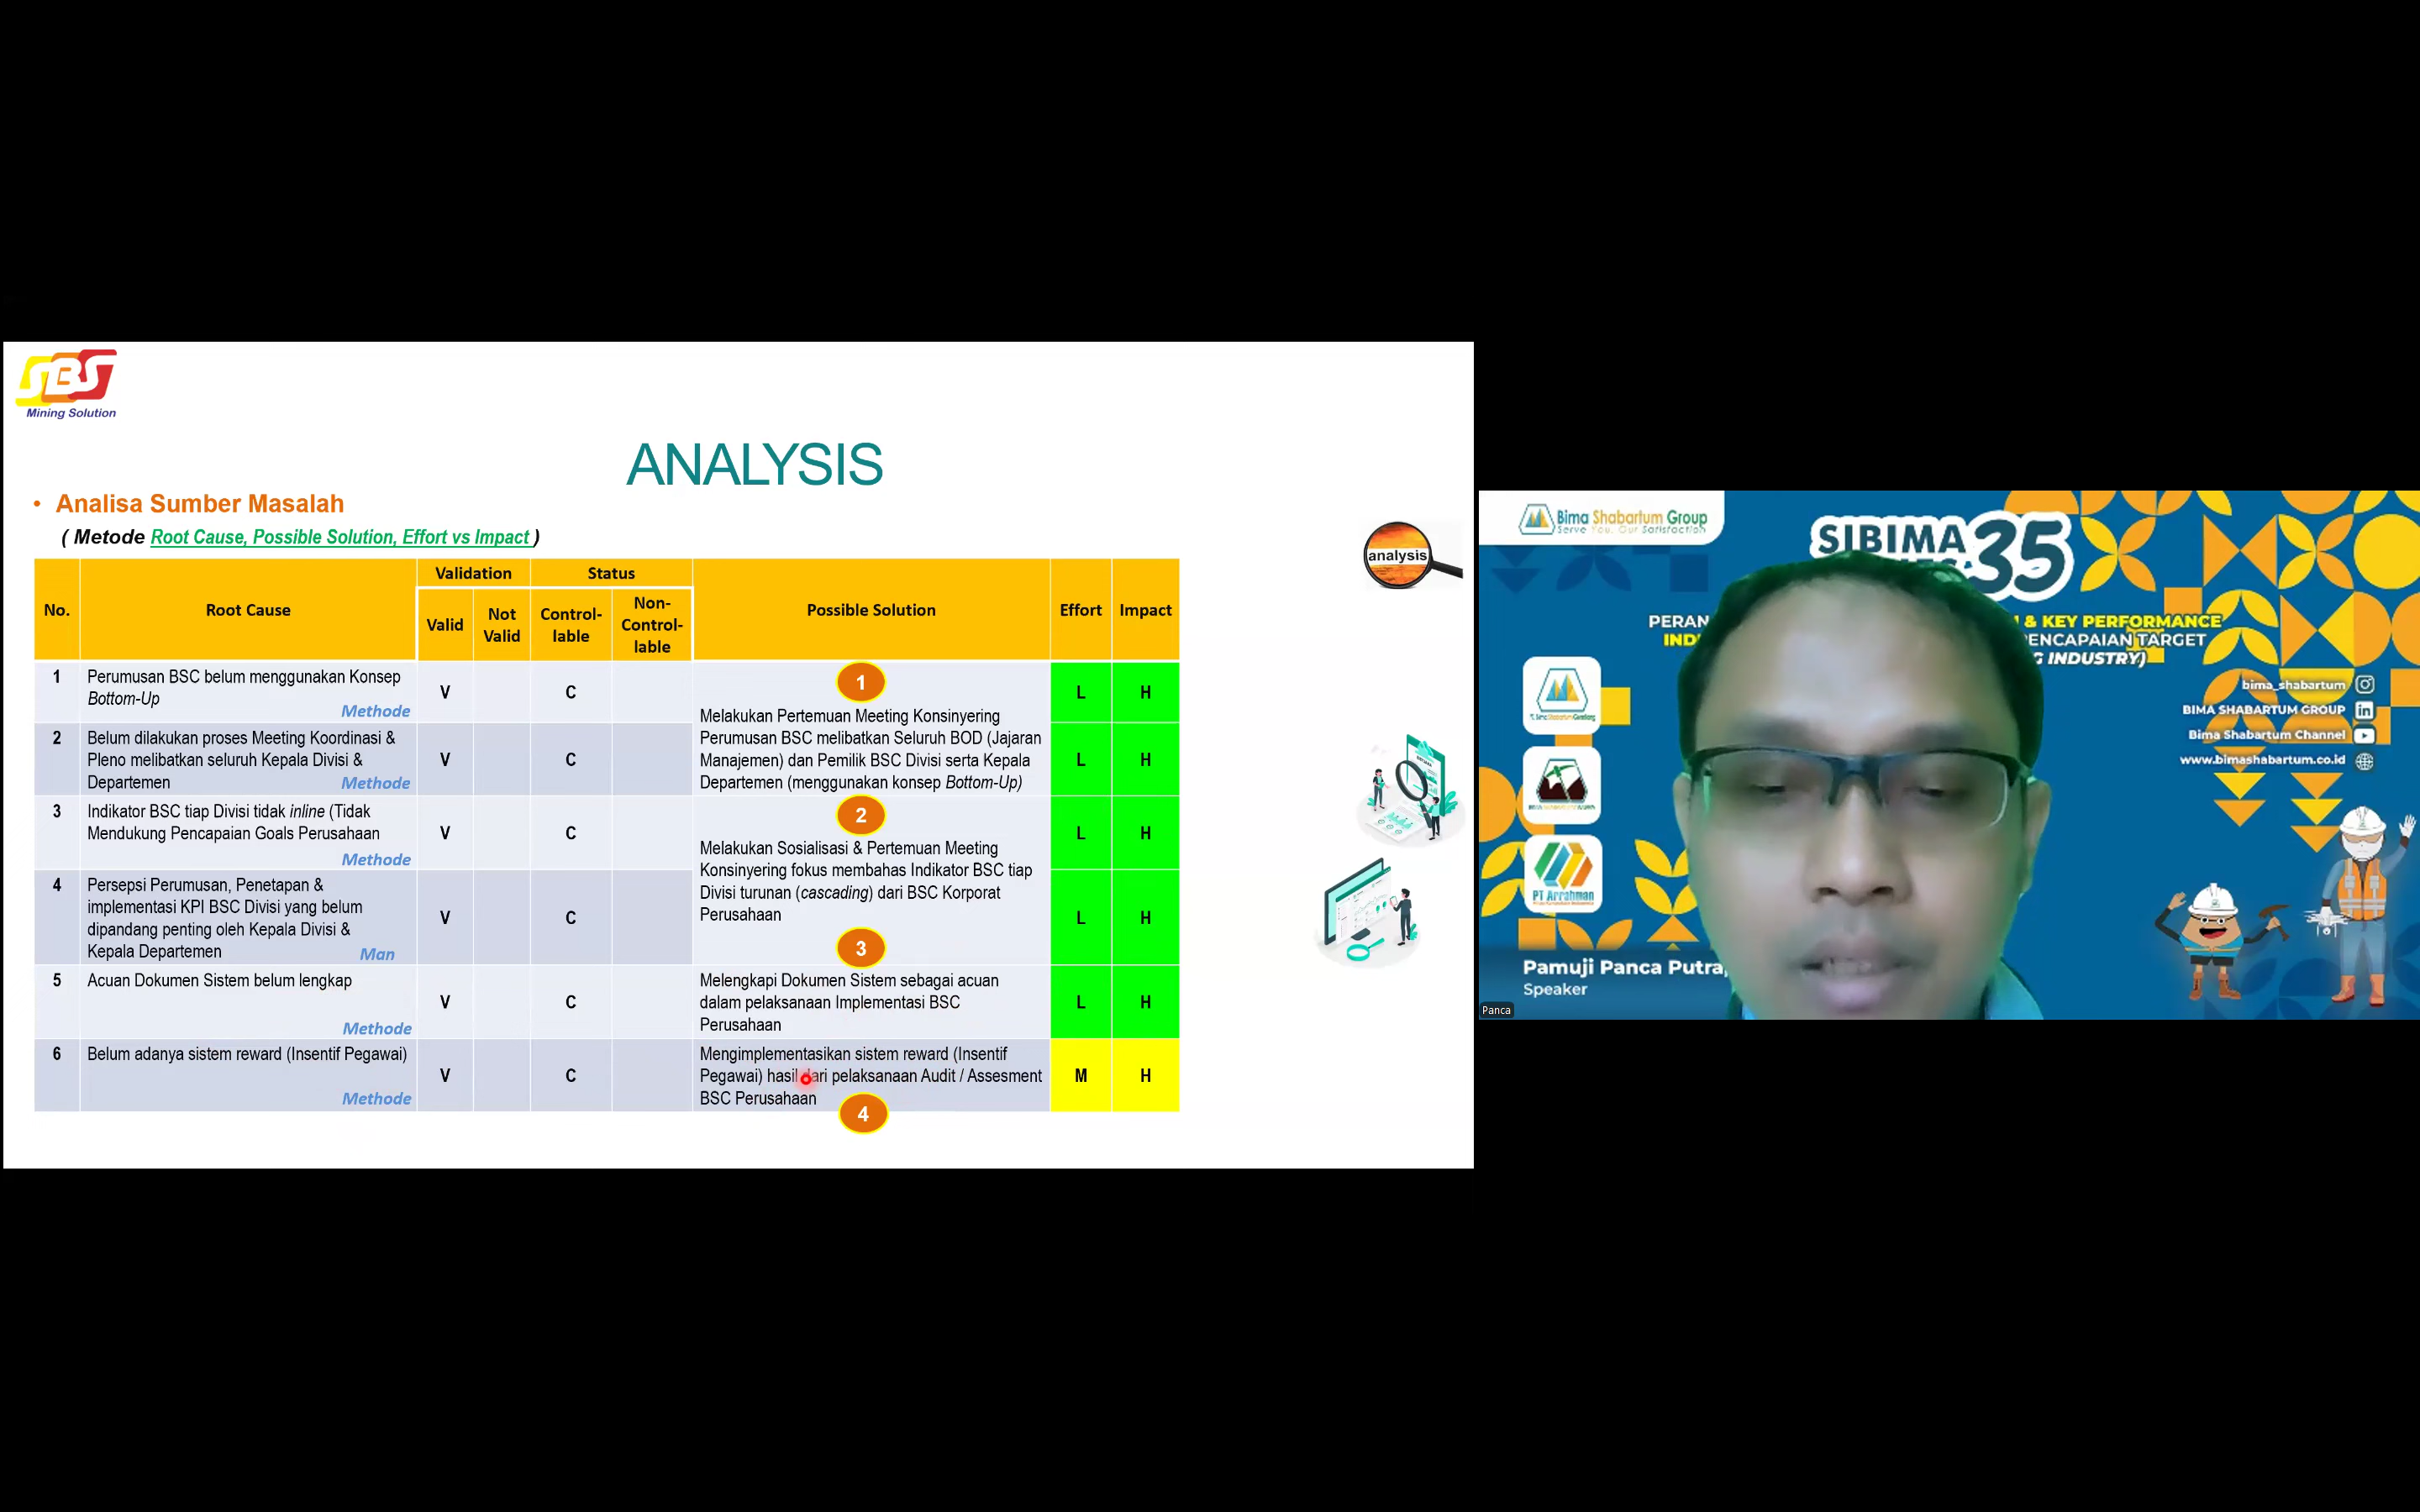 SBS
Mining Solution
ANALYSIS
• Analisa Sumber Masalah
( Metode Root Cause, Possible Solution, Effort vs Impact )
analysis
No.
Root Cause
Validation
Status
Possible Solution
Effort
Impact
Valid
Not
Valid
Control-
lable
Non-
Control-
lable
1
Perumusan BSC belum menggunakan Konsep
Bottom-Up
Methode
V
C
1
Melakukan Pertemuan Meeting Konsinyering
Perumusan BSC melibatkan Seluruh BOD (Jajaran
Manajemen) dan Pemilik BSC Divisi serta Kepala
Departemen (menggunakan konsep Bottom-Up)
L
H
2
Belum dilakukan proses Meeting Koordinasi &
Pleno melibatkan seluruh Kepala Divisi &
Departemen
Methode
V
C
L
H
3
Indikator BSC tiap Divisi tidak inline (Tidak
Mendukung Pencapaian Goals Perusahaan
Methode
V
C
2
Melakukan Sosialisasi & Pertemuan Meeting
Konsinyering fokus membahas Indikator BSC tiap
Divisi turunan (cascading) dari BSC Korporat
Perusahaan
L
H
4
Persepsi Perumusan, Penetapan &
implementasi KPI BSC Divisi yang belum
dipandang penting oleh Kepala Divisi &
Kepala Departemen
Man
V
C
L
H
5
Acuan Dokumen Sistem belum lengkap
Methode
V
C
3
Melengkapi Dokumen Sistem sebagai acuan
dalam pelaksanaan Implementasi BSC
Perusahaan
L
H
6
Belum adanya sistem reward (Insentif Pegawai)
Methode
V
C
Mengimplementasikan sistem reward (Insentif
Pegawai) hasil dari pelaksanaan Audit / Assesment
BSC Perusahaan
4
M
H
Bima Shabartum Group
Serve You, Our Satisfaction
SIBIMA
35
PERAN
& KEY PERFORMANCE
PENCAPAIAN TARGET
INDUSTRY)
bima_shabartum
BIMA SHABARTUM GROUP
Bima Shabartum Channel
www.bimashabartum.co.id
PT Arrahman
Pamuji Panca Putra,
Speaker
Panca